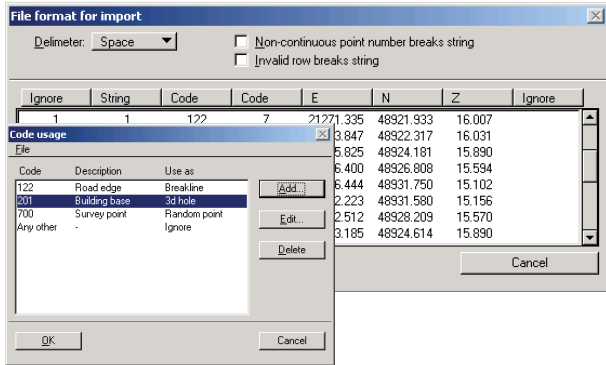 File format for import
Delimeter: Space
Non-continuous point number breaks string
Invalid row breaks string
Ignore String Code Code E N Z Ignore
1 1 122 7 21271.335 48921.933 16.007
3.847 48922.317 16.031
5.825 48924.181 15.890
6.400 48926.808 15.594
6.444 48931.750 15.102
2.223 48931.580 15.156
2.512 48928.209 15.570
3.185 48924.614 15.890
Cancel
Code usage
File
Code Description Use as
122 Road edge Breakline
201 Building base 3d hole
700 Survey point Random point
Any other - Ignore
Add...
Edit...
Delete
OK Cancel